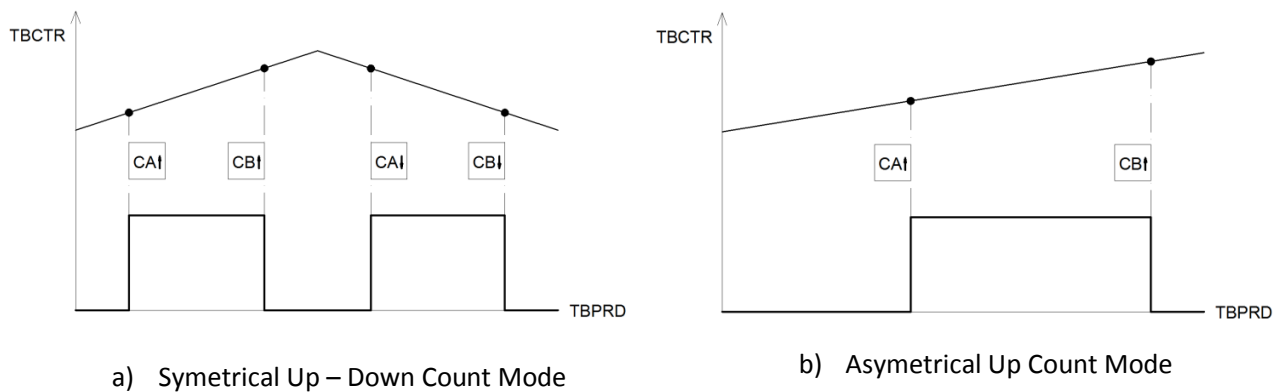 TBCTR
CA↑
CB↑
CA↓
CB↓
TBPRD
a) Symetrical Up – Down Count Mode
TBCTR
CA↑
CB↑
TBPRD
b) Asymetrical Up Count Mode